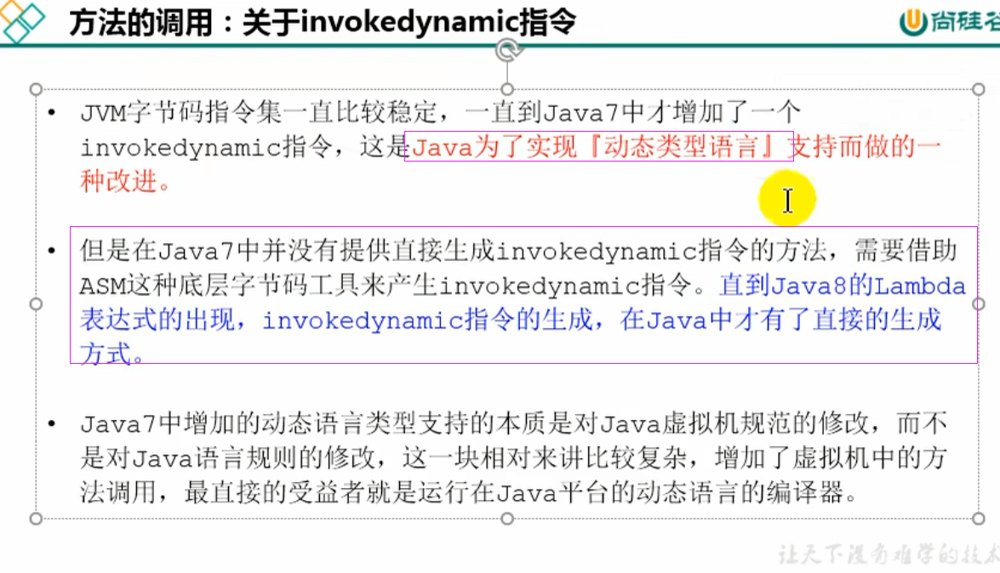 方法的调用：关于invokedynamic指令
尚硅谷
• JVM字节码指令集一直比较稳定，一直到Java7中才增加了一个
invokedynamic指令，这是Java为了实现『动态类型语言』支持而做的一
种改进。
• 但是在Java7中并没有提供直接生成invokedynamic指令的方法，需要借助
ASM这种底层字节码工具来产生invokedynamic指令。直到Java8的Lambda
表达式的出现，invokedynamic指令的生成，在Java中才有了直接的生成
方式。
• Java7中增加的动态语言类型支持的本质是对Java虚拟机规范的修改，而不
是对Java语言规则的修改，这一块相对来讲比较复杂，增加了虚拟机中的方
法调用，最直接的受益者就是运行在Java平台的动态语言的编译器。
让天下没有难学的技术